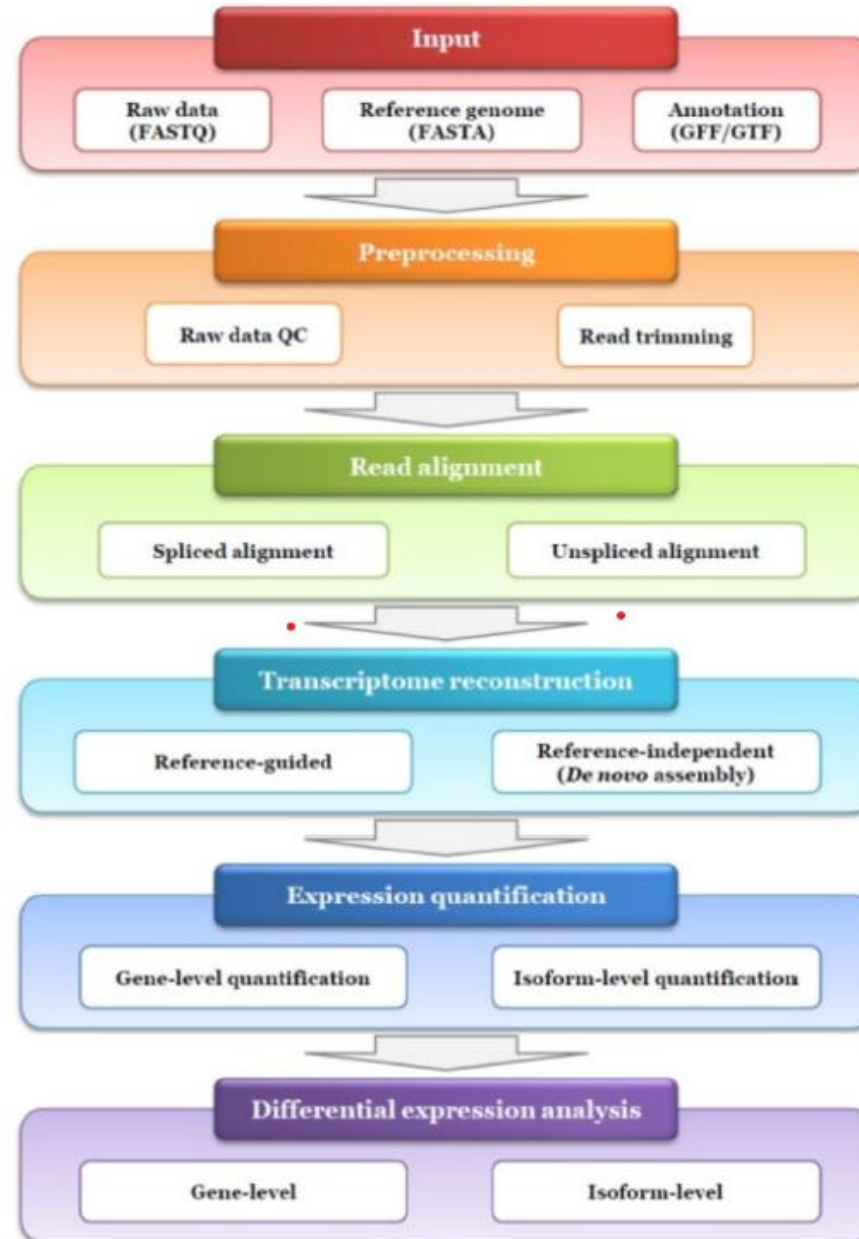 Input
Raw data
(FASTQ)
Reference genome
(FASTA)
Annotation
(GFF/GTF)
Preprocessing
Raw data QC
Read trimming
Read alignment
Spliced alignment
Unspliced alignment
Transcriptome reconstruction
Reference-guided
Reference-independent
(De novo assembly)
Expression quantification
Gene-level quantification
Isoform-level quantification
Differential expression analysis
Gene-level
Isoform-level